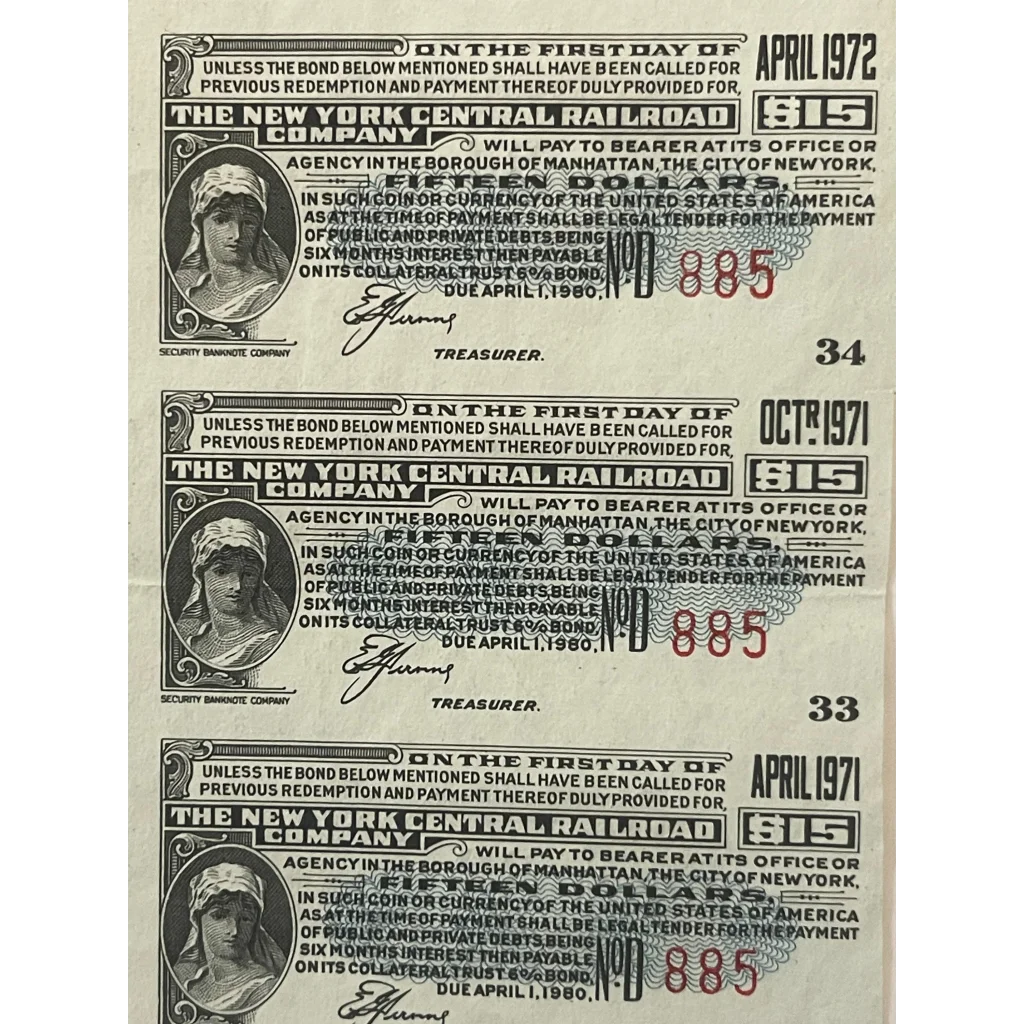 ON THE FIRST DAY OF APRIL 1972
UNLESS THE BOND BELOW MENTIONED SHALL HAVE BEEN CALLED FOR
PREVIOUS REDEMPTION AND PAYMENT THEREOF DULY PROVIDED FOR,
THE NEW YORK CENTRAL RAILROAD $15
COMPANY
WILL PAY TO BEARER AT ITS OFFICE OR
AGENCY IN THE BOROUGH OF MANHATTAN, THE CITY OF NEW YORK,
FIFTEEN DOLLARS,
IN SUCH COIN OR CURRENCY OF THE UNITED STATES OF AMERICA
AS AT THE TIME OF PAYMENT SHALL BE LEGAL TENDER FOR THE PAYMENT
OF PUBLIC AND PRIVATE DEBTS, BEING
SIX MONTHS INTEREST THEN PAYABLE
ON ITS COLLATERAL TRUST 6% BOND, No. D 885
DUE APRIL 1, 1980,
TREASURER.
SECURITY BANKNOTE COMPANY
34
ON THE FIRST DAY OF OCTR. 1971
UNLESS THE BOND BELOW MENTIONED SHALL HAVE BEEN CALLED FOR
PREVIOUS REDEMPTION AND PAYMENT THEREOF DULY PROVIDED FOR,
THE NEW YORK CENTRAL RAILROAD $15
COMPANY
WILL PAY TO BEARER AT ITS OFFICE OR
AGENCY IN THE BOROUGH OF MANHATTAN, THE CITY OF NEW YORK,
FIFTEEN DOLLARS,
IN SUCH COIN OR CURRENCY OF THE UNITED STATES OF AMERICA
AS AT THE TIME OF PAYMENT SHALL BE LEGAL TENDER FOR THE PAYMENT
OF PUBLIC AND PRIVATE DEBTS, BEING
SIX MONTHS INTEREST THEN PAYABLE
ON ITS COLLATERAL TRUST 6% BOND, No. D 885
DUE APRIL 1, 1980,
TREASURER.
SECURITY BANKNOTE COMPANY
33
ON THE FIRST DAY OF APRIL 1971
UNLESS THE BOND BELOW MENTIONED SHALL HAVE BEEN CALLED FOR
PREVIOUS REDEMPTION AND PAYMENT THEREOF DULY PROVIDED FOR,
THE NEW YORK CENTRAL RAILROAD $15
COMPANY
WILL PAY TO BEARER AT ITS OFFICE OR
AGENCY IN THE BOROUGH OF MANHATTAN, THE CITY OF NEW YORK,
FIFTEEN DOLLARS,
IN SUCH COIN OR CURRENCY OF THE UNITED STATES OF AMERICA
AS AT THE TIME OF PAYMENT SHALL BE LEGAL TENDER FOR THE PAYMENT
OF PUBLIC AND PRIVATE DEBTS, BEING
SIX MONTHS INTEREST THEN PAYABLE
ON ITS COLLATERAL TRUST 6% BOND, No. D 885
DUE APRIL 1, 1980,